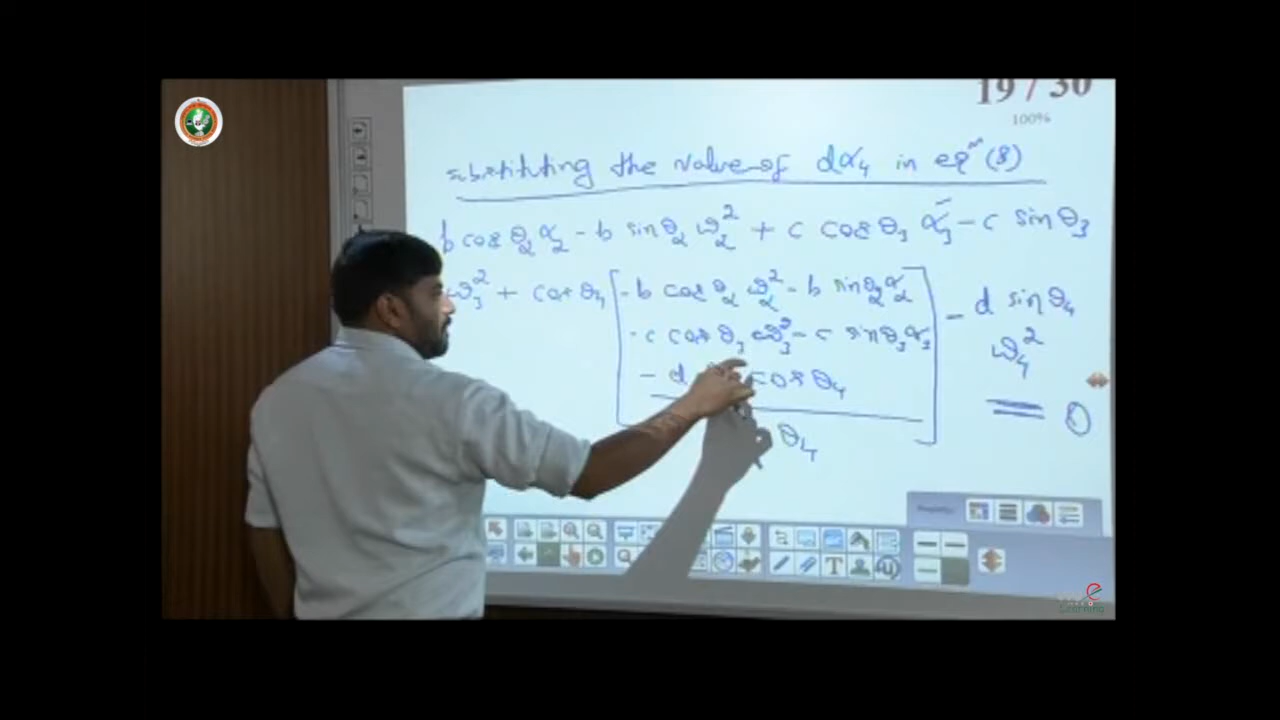 19 / 30
100%
substituting the value of dα₄ in eqⁿ (8)
b cos θ₂ α₂ - b sin θ₂ ω₂² + c cos θ₃ α₃ - c sin θ₃
ω₃² + cos θ₄ [ - b cos θ₂ ω₂² - b sin θ₂ α₂
- c cos θ₃ ω₃² - c sin θ₃ α₃
- d cos θ₄
θ₄ ]
- d sin θ₄
ω₄²
= 0